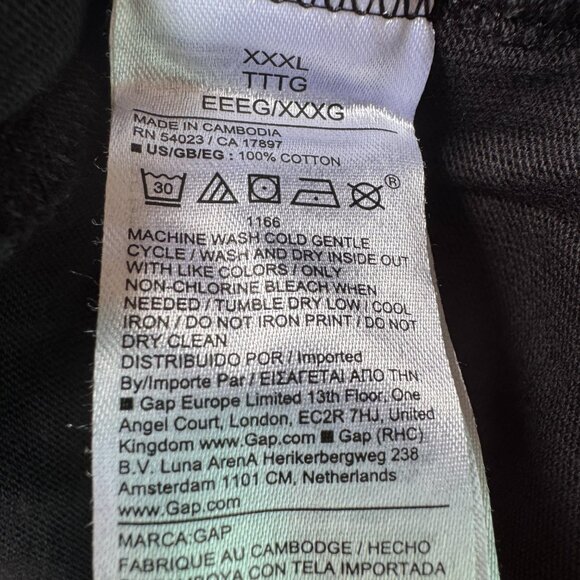 XXXL
TTTG
EEEG/XXXG
MADE IN CAMBODIA
RN 54023 / CA 17897
■ US/GB/EG : 100% COTTON
30 ®
1166
MACHINE WASH COLD GENTLE
CYCLE / WASH AND DRY INSIDE OUT
WITH LIKE COLORS / ONLY
NON-CHLORINE BLEACH WHEN
NEEDED / TUMBLE DRY LOW / COOL
IRON / DO NOT IRON PRINT / DO NOT
DRY CLEAN
DISTRIBUIDO POR / Imported
By/Importe Par / ΕΙΣΑΓΕΤΑΙ ΑΠΟ ΤΗΝ
■ Gap Europe Limited 13th Floor, One
Angel Court, London, EC2R 7HJ, United
Kingdom www.Gap.com ■ Gap (RHC)
B.V. Luna ArenA Herikerbergweg 238
Amsterdam 1101 CM, Netherlands
www.Gap.com
MARCA:GAP
FABRIQUE AU CAMBODGE / HECHO
CON TELA IMPORTADA